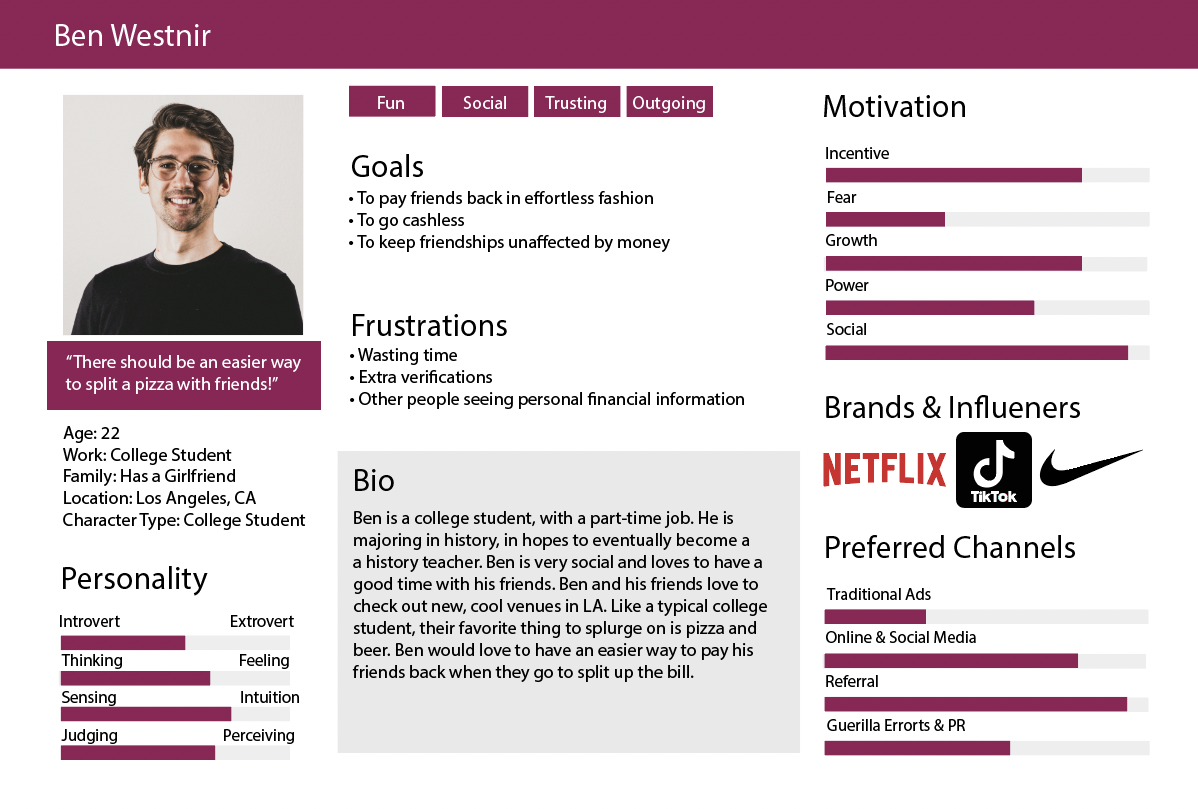 Ben Westnir
Fun
Social
Trusting
Outgoing
Goals
• To pay friends back in effortless fashion
• To go cashless
• To keep friendships unaffected by money
Frustrations
• Wasting time
• Extra verifications
• Other people seeing personal financial information
“There should be an easier way
to split a pizza with friends!”
Age: 22
Work: College Student
Family: Has a Girlfriend
Location: Los Angeles, CA
Character Type: College Student
Personality
Introvert Extrovert
Thinking Feeling
Sensing Intuition
Judging Perceiving
Bio
Ben is a college student, with a part-time job. He is
majoring in history, in hopes to eventually become a
a history teacher. Ben is very social and loves to have a
good time with his friends. Ben and his friends love to
check out new, cool venues in LA. Like a typical college
student, their favorite thing to splurge on is pizza and
beer. Ben would love to have an easier way to pay his
friends back when they go to split up the bill.
Motivation
Incentive
Fear
Growth
Power
Social
Brands & Influeners
NETFLIX
TikTok
Preferred Channels
Traditional Ads
Online & Social Media
Referral
Guerilla Errorts & PR